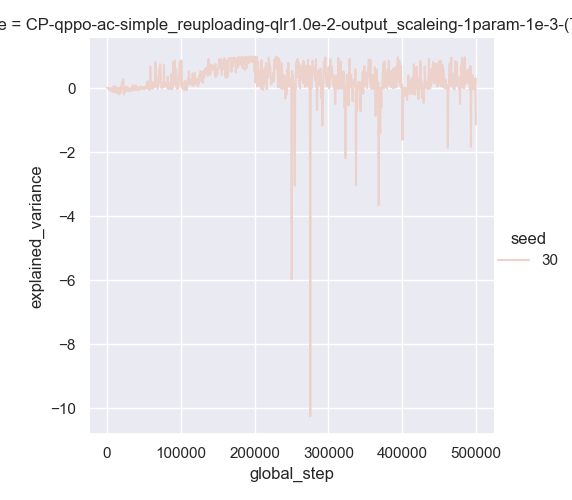 e = CP-qppo-ac-simple_reuploading-qlr1.0e-2-output_scaleing-1param-1e-3-(
explained_variance
0
−2
−4
−6
−8
−10
0 100000 200000 300000 400000 500000
global_step
seed
30